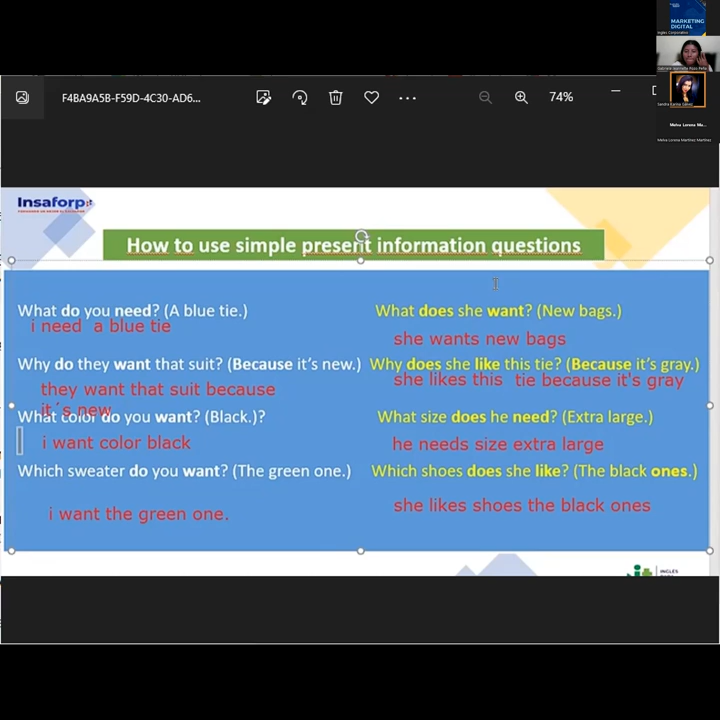 MARKETING
DIGITAL
F4BA9A5B-F59D-4C30-AD6...
74%
Insaforp
How to use simple present information questions
What do you need? (A blue tie.)
i need a blue tie
Why do they want that suit? (Because it's new.)
they want that suit because
it´s new
What color do you want? (Black.)?
i want color black
Which sweater do you want? (The green one.)
i want the green one.
What does she want? (New bags.)
she wants new bags
Why does she like this tie? (Because it's gray.)
she likes this tie because it's gray
What size does he need? (Extra large.)
he needs size extra large
Which shoes does she like? (The black ones.)
she likes shoes the black ones
INGLÉS